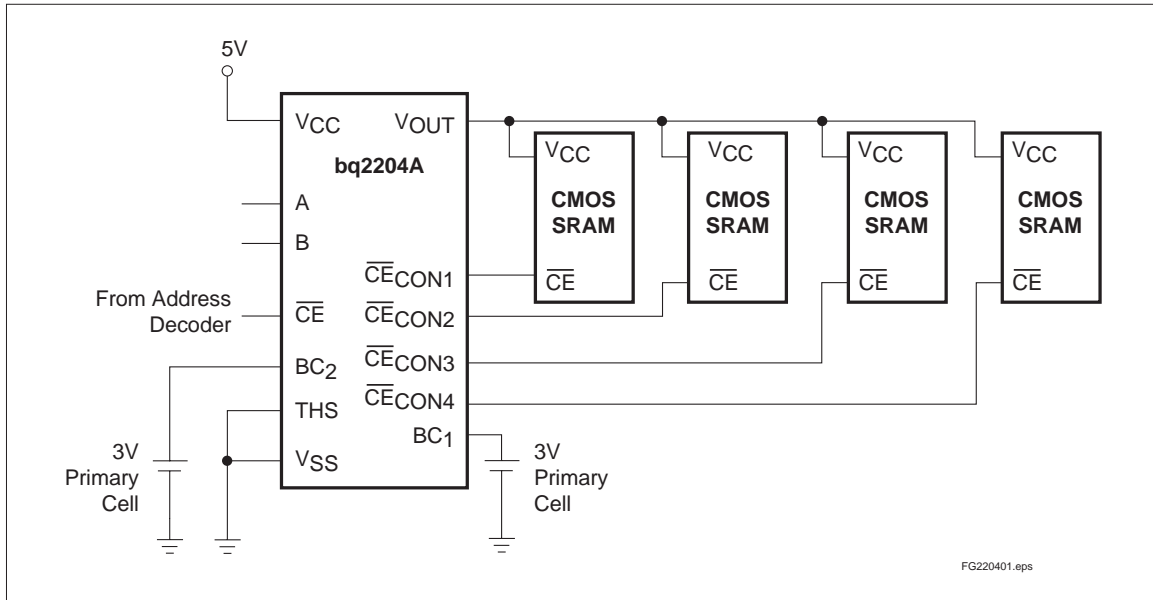 5V
VCC
VOUT
bq2204A
A
B
From Address
Decoder
CE
BC2
THS
VSS
CECON1
CECON2
CECON3
CECON4
BC1
3V
Primary
Cell
3V
Primary
Cell
VCC
CMOS
SRAM
CE
VCC
CMOS
SRAM
CE
VCC
CMOS
SRAM
CE
VCC
CMOS
SRAM
CE
FG220401.eps